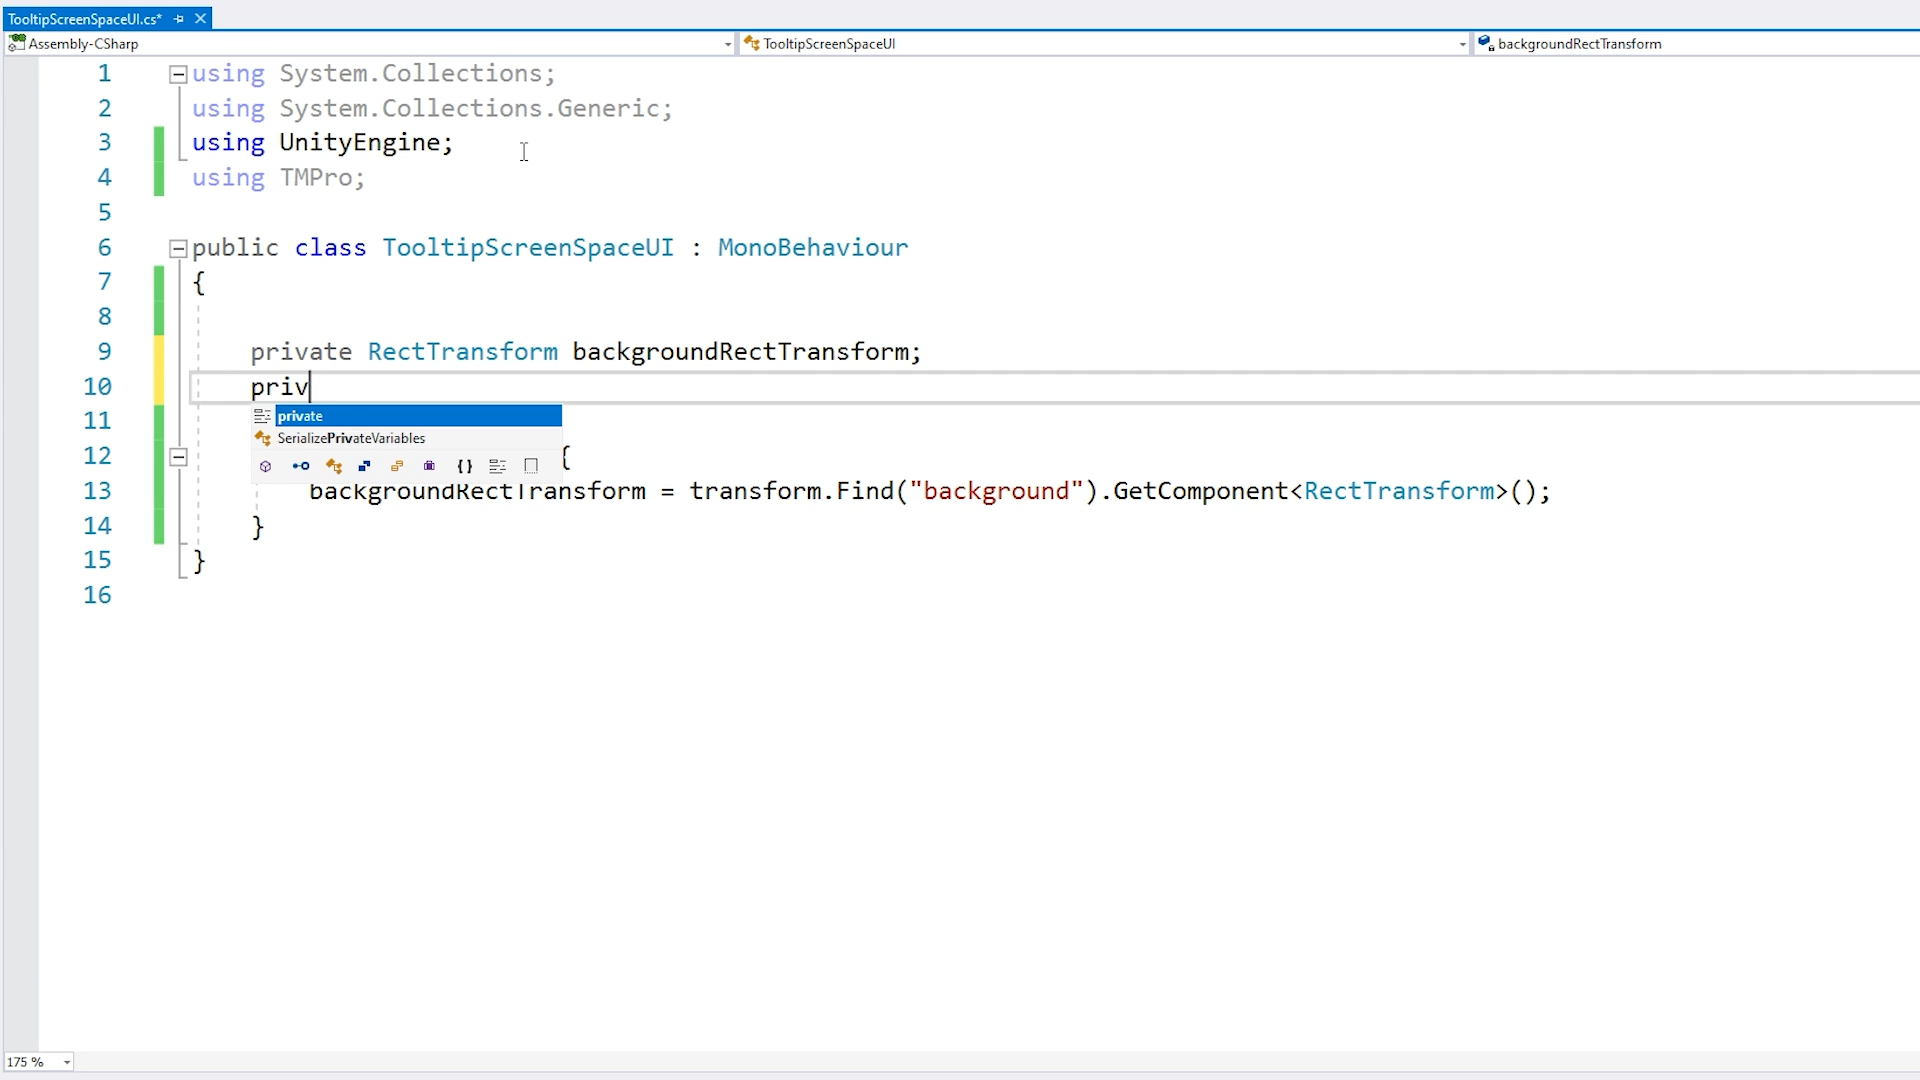 TooltipScreenSpaceUI.cs*
Assembly-CSharp TooltipScreenSpaceUI backgroundRectTransform
1 using System.Collections;
2 using System.Collections.Generic;
3 using UnityEngine;
4 using TMPro;
5
6 public class TooltipScreenSpaceUI : MonoBehaviour
7 {
8
9 private RectTransform backgroundRectTransform;
10 priv
private
11
SerializePrivateVariables
12 {
13 backgroundRectTransform = transform.Find("background").GetComponent<RectTransform>();
14 }
15 }
16
175 %